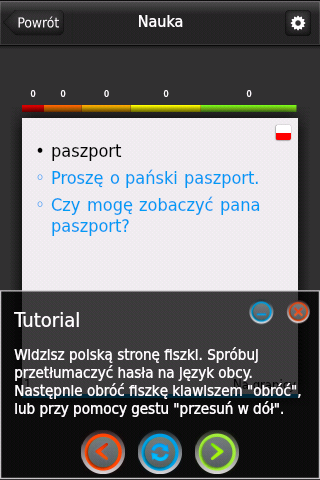 Powrót
Nauka
0 0 0 0 0
• paszport
◦ Proszę o pański paszport.
◦ Czy mogę zobaczyć pana
paszport?
Tutorial
Widzisz polską stronę fiszki. Spróbuj
przetłumaczyć hasła na język obcy.
Następnie obróć fiszkę klawiszem "obróć",
lub przy pomocy gestu "przesuń w dół".